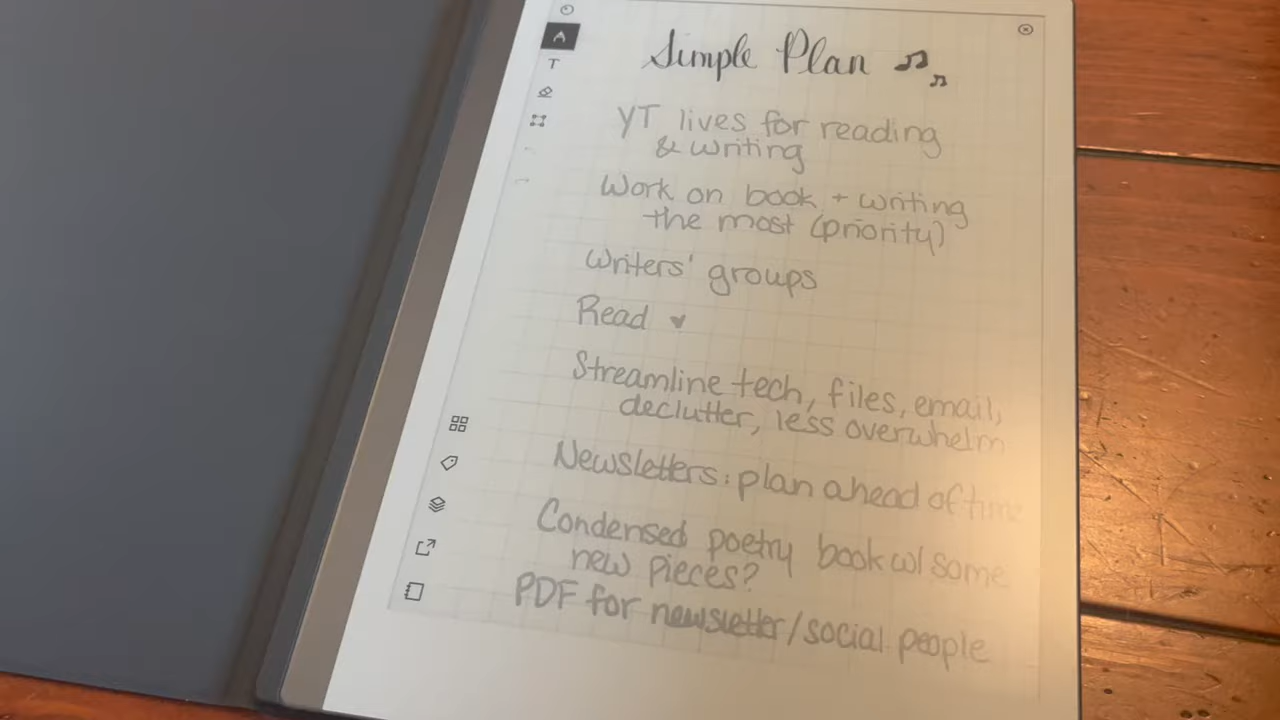 Simple Plan
YT lives for reading
& writing
Work on book + writing
the most (priority)
Writers' groups
Read
Streamline tech, files, email,
declutter, less overwhelm
Newsletters: plan ahead of time
Condensed poetry book w/ some
new pieces?
PDF for newsletter/social people